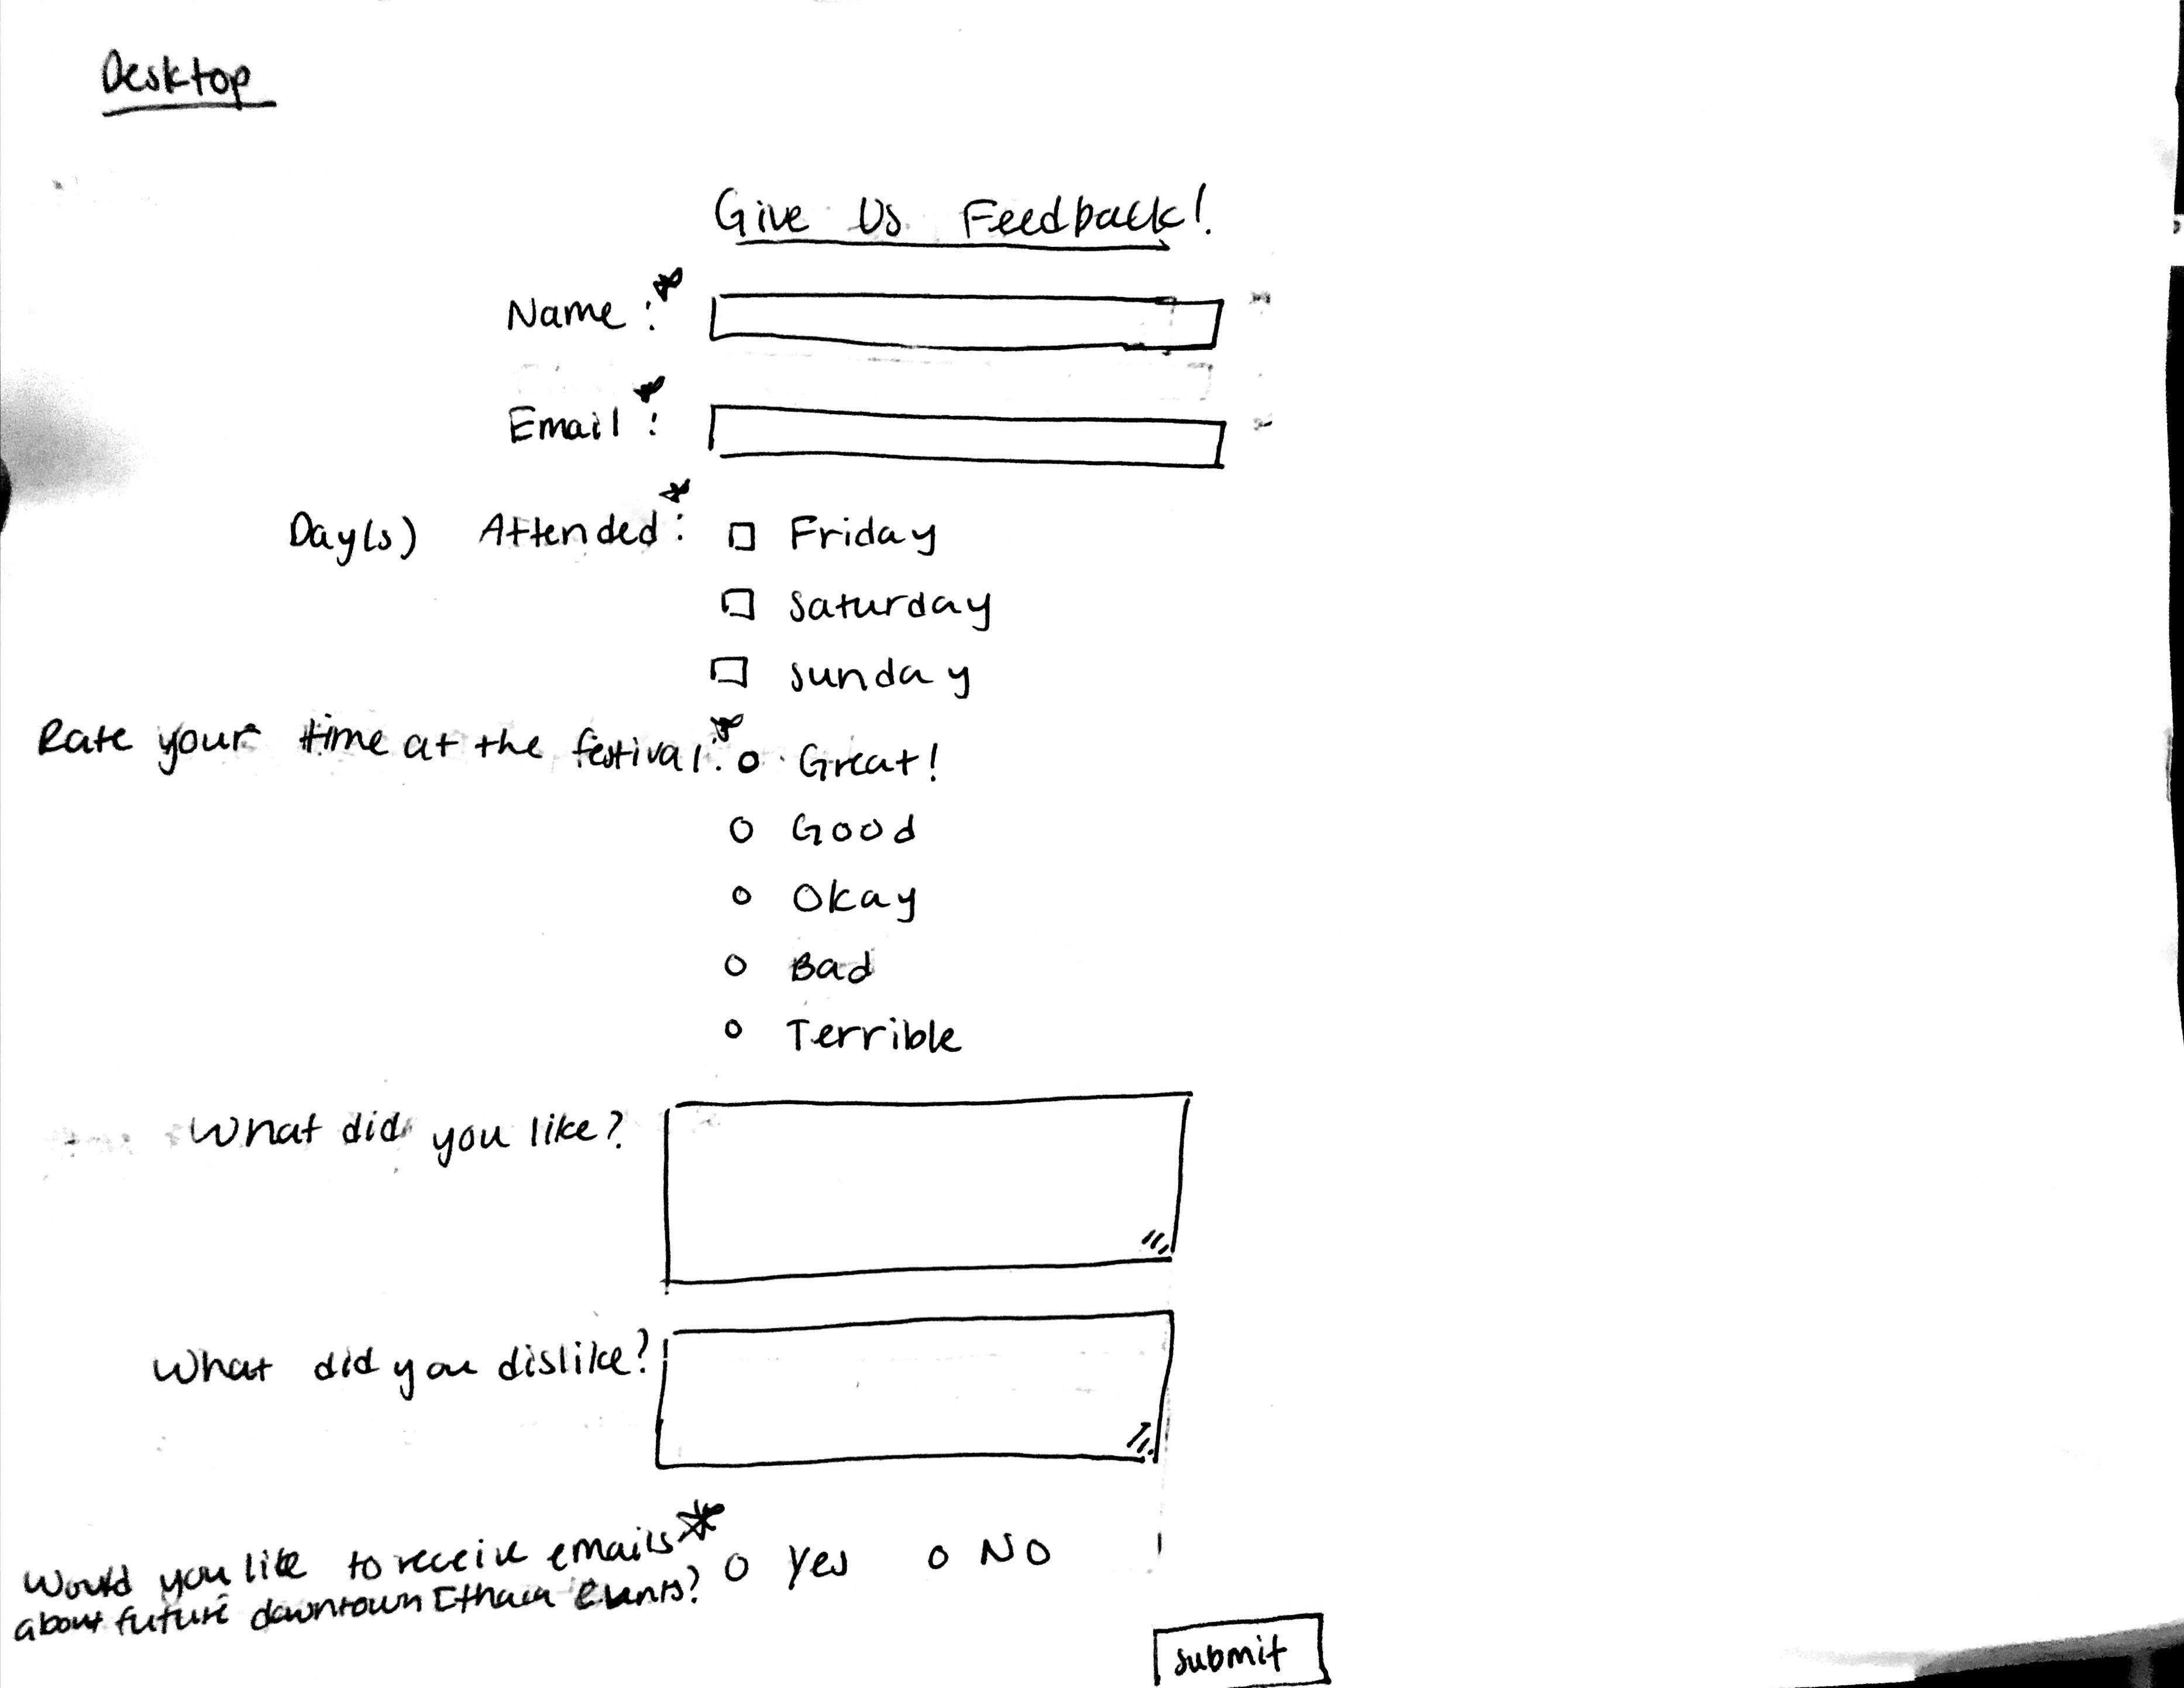 Desktop
Give Us Feedback!
Name:*
Email*:
Day(s) Attended*: Friday
Saturday
Sunday
Rate your time at the festival:* Great!
Good
Okay
Bad
Terrible
What did you like?
What did you dislike?
Would you like to receive emails* Yes No
about future downtown Ithaca events?
submit